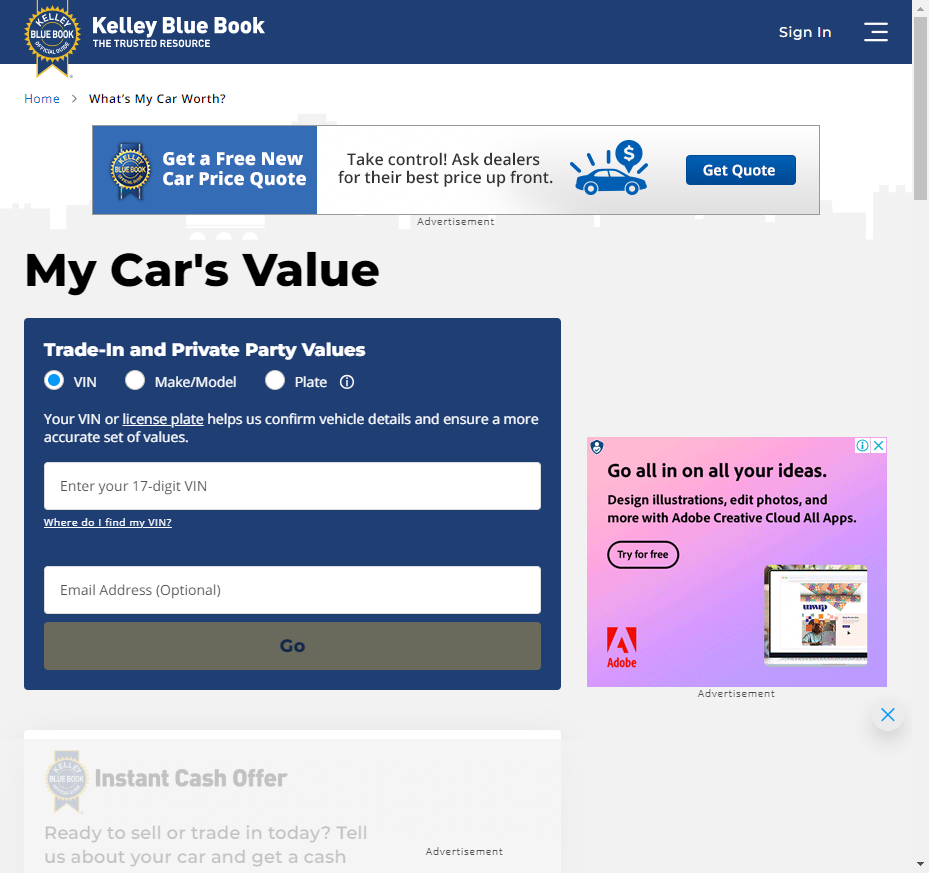 KELLEY
BLUE BOOK
OFFICIAL GUIDE
Kelley Blue Book
THE TRUSTED RESOURCE
Sign In
Home > What's My Car Worth?
KELLEY
BLUE BOOK
Get a Free New
Car Price Quote
Take control! Ask dealers
for their best price up front.
$
Get Quote
Advertisement
My Car's Value
Trade-In and Private Party Values
VIN
Make/Model
Plate
Your VIN or license plate helps us confirm vehicle details and ensure a more
accurate set of values.
Enter your 17-digit VIN
Where do I find my VIN?
Email Address (Optional)
Go
Go all in on all your ideas.
Design illustrations, edit photos, and
more with Adobe Creative Cloud All Apps.
Try for free
Adobe
Advertisement
KELLEY
BLUE BOOK
Instant Cash Offer
Ready to sell or trade in today? Tell
us about your car and get a cash
Advertisement